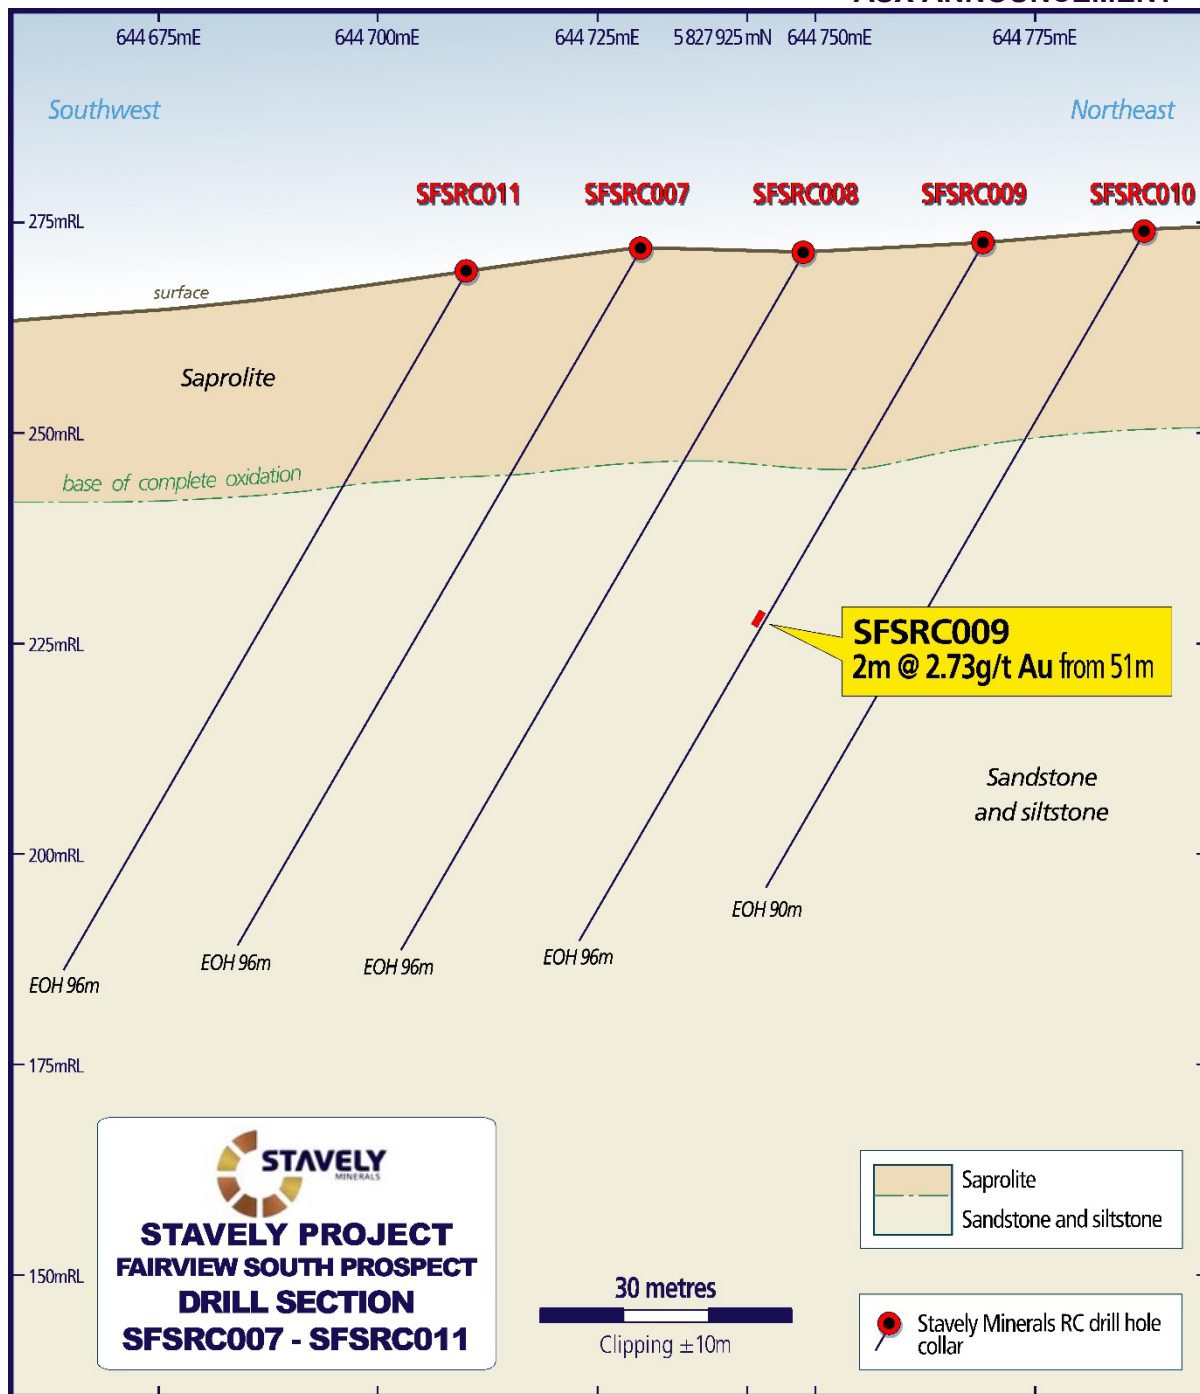 ASX ANNOUNCEMENT
644 675mE 644 700mE 644 725mE 5 827 925 mN 644 750mE 644 775mE
Southwest Northeast
SFSRC011 SFSRC007 SFSRC008 SFSRC009 SFSRC010
275mRL
surface
Saprolite
250mRL
base of complete oxidation
SFSRC009
2m @ 2.73g/t Au from 51m
225mRL
Sandstone
and siltstone
200mRL
EOH 90m
EOH 96m EOH 96m EOH 96m EOH 96m
175mRL
STAVELY
MINERALS
STAVELY PROJECT
FAIRVIEW SOUTH PROSPECT
DRILL SECTION
SFSRC007 - SFSRC011
150mRL
30 metres
Clipping ±10m
Saprolite
Sandstone and siltstone
Stavely Minerals RC drill hole
collar